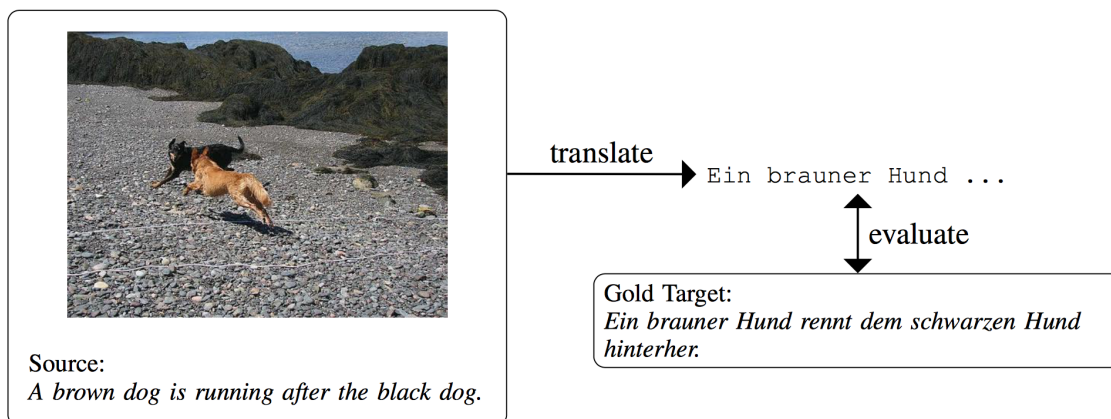 Source:
A brown dog is running after the black dog.
translate
Ein brauner Hund ...
evaluate
Gold Target:
Ein brauner Hund rennt dem schwarzen Hund
hinterher.